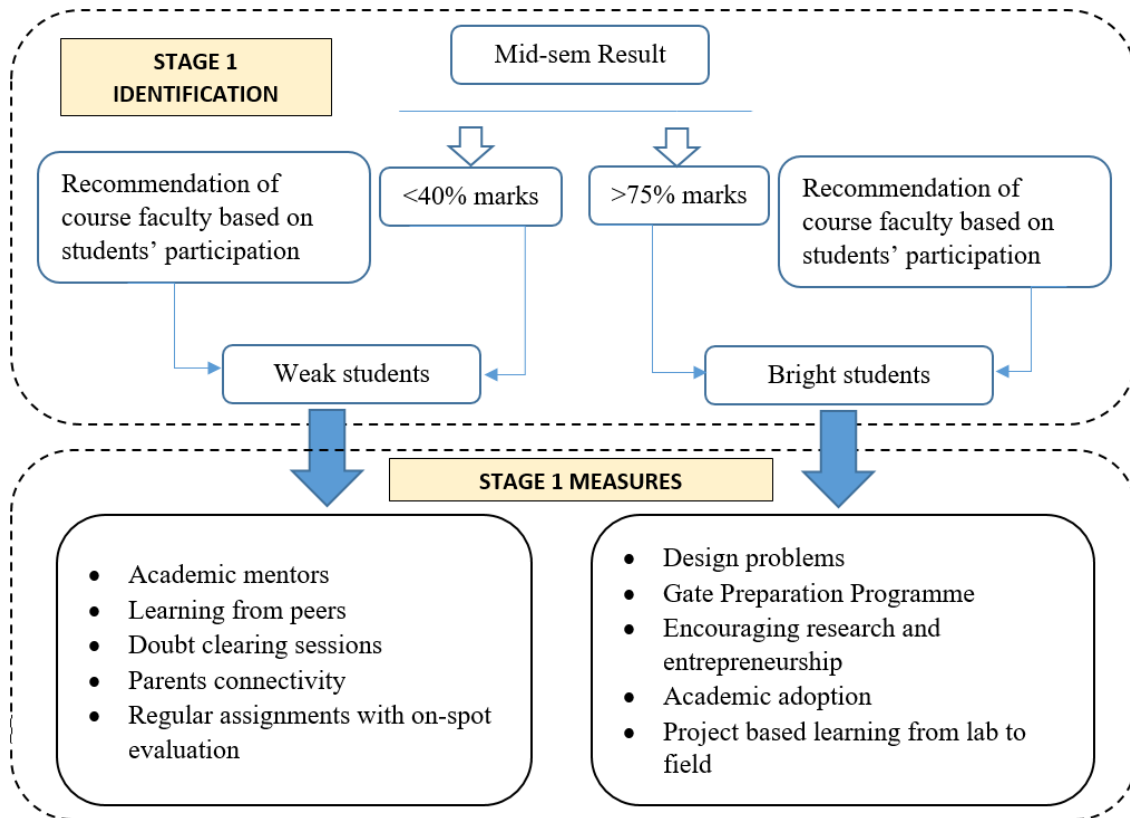 STAGE 1
IDENTIFICATION
Mid-sem Result
Recommendation of
course faculty based on
students’ participation
<40% marks
>75% marks
Recommendation of
course faculty based on
students’ participation
Weak students
Bright students
STAGE 1 MEASURES
• Academic mentors
• Learning from peers
• Doubt clearing sessions
• Parents connectivity
• Regular assignments with on-spot
evaluation
• Design problems
• Gate Preparation Programme
• Encouraging research and
entrepreneurship
• Academic adoption
• Project based learning from lab to
field